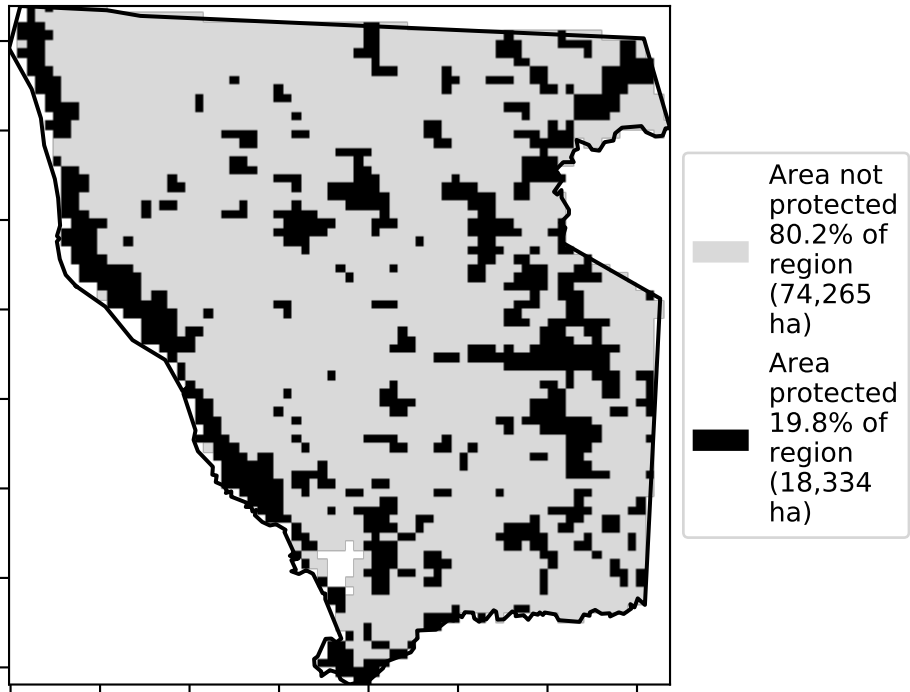 Area not
protected
80.2% of
region
(74,265
ha)
Area
protected
19.8% of
region
(18,334
ha)